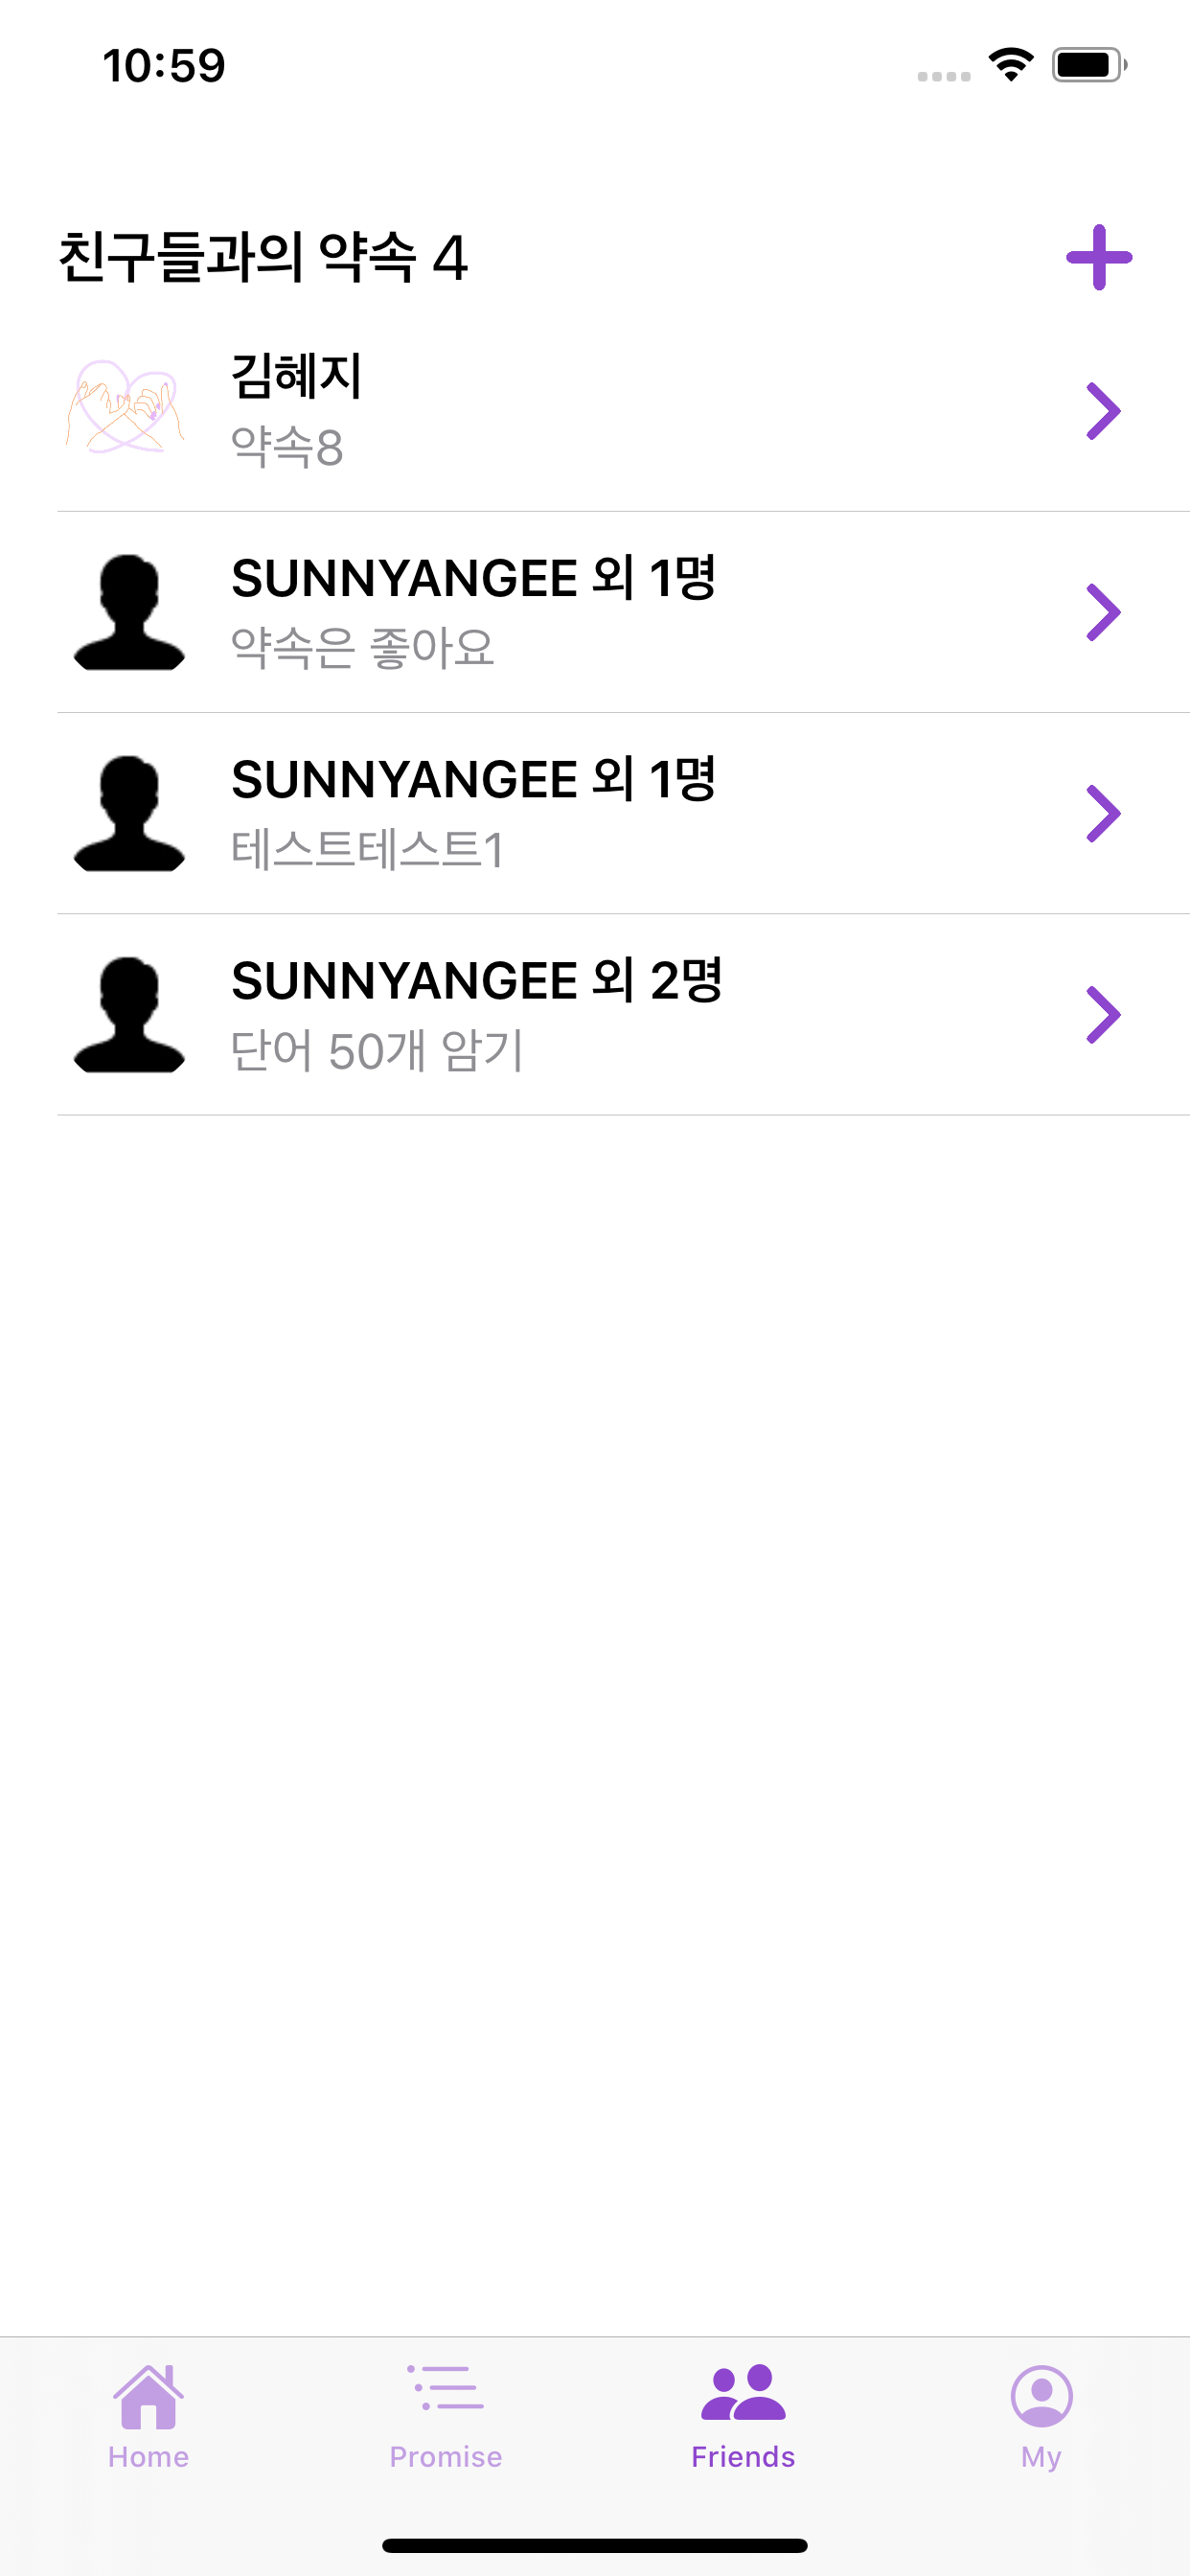 10:59
친구들과의 약속 4
김혜지
약속8
SUNNYANGEE 외 1명
약속은 좋아요
SUNNYANGEE 외 1명
테스트테스트1
SUNNYANGEE 외 2명
단어 50개 암기
Home
Promise
Friends
My